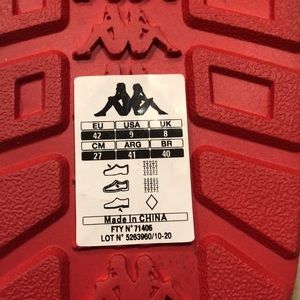 EU USA UK
42 9 8
CM ARG BR
27 41 40
Made in CHINA
FTY N° 71406
LOT N° 5263960/10-20